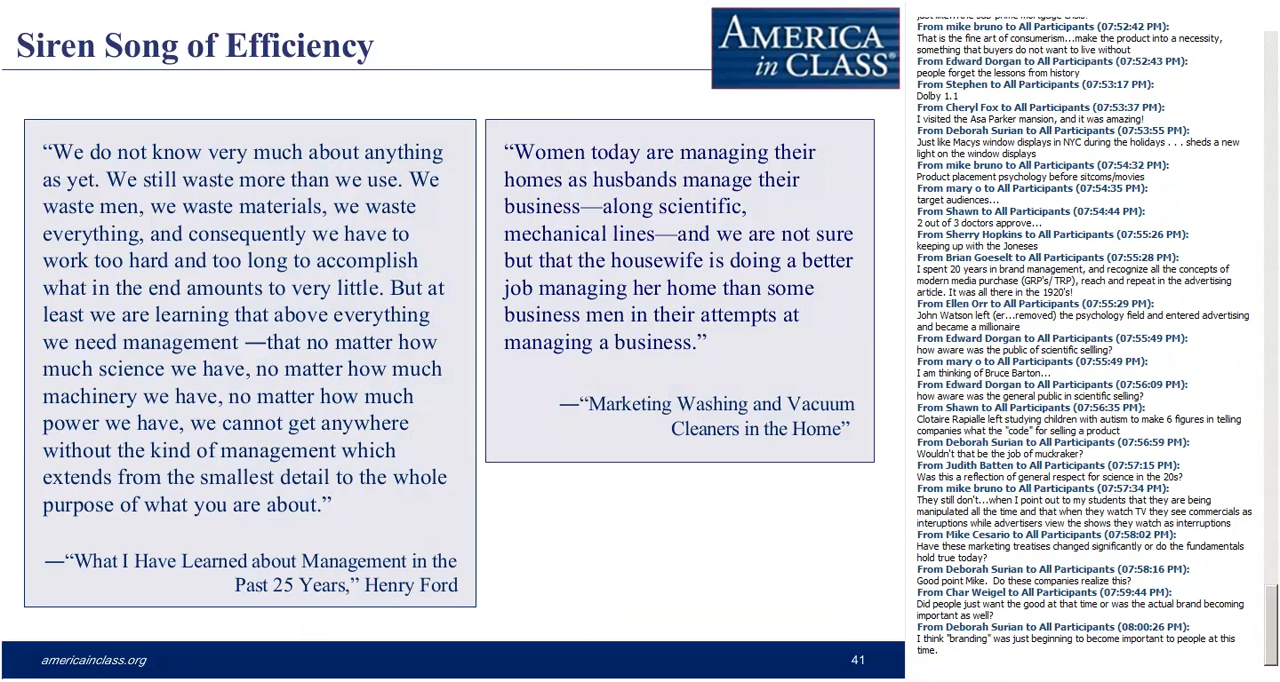 Siren Song of Efficiency
AMERICA
in CLASS®
“We do not know very much about anything
as yet. We still waste more than we use. We
waste men, we waste materials, we waste
everything, and consequently we have to
work too hard and too long to accomplish
what in the end amounts to very little. But at
least we are learning that above everything
we need management —that no matter how
much science we have, no matter how much
machinery we have, no matter how much
power we have, we cannot get anywhere
without the kind of management which
extends from the smallest detail to the whole
purpose of what you are about.”
—“What I Have Learned about Management in the
Past 25 Years,” Henry Ford
“Women today are managing their
homes as husbands manage their
business—along scientific,
mechanical lines—and we are not sure
but that the housewife is doing a better
job managing her home than some
business men in their attempts at
managing a business.”
—“Marketing Washing and Vacuum
Cleaners in the Home”
americainclass.org
41
From mike bruno to All Participants (07:52:42 PM):
That is the fine art of consumerism...make the product into a necessity,
something that buyers do not want to live without
From Edward Dorgan to All Participants (07:52:43 PM):
people forget the lessons from history
From Stephen to All Participants (07:53:17 PM):
Dolby 1.1
From Cheryl Fox to All Participants (07:53:37 PM):
I visited the Asa Parker mansion, and it was amazing!
From Deborah Surian to All Participants (07:53:55 PM):
Just like Macys window displays in NYC during the holidays . . . sheds a new
light on the window displays
From mike bruno to All Participants (07:54:32 PM):
Product placement psychology before sitcoms/movies
From mary o to All Participants (07:54:35 PM):
target audiences...
From Shawn to All Participants (07:54:44 PM):
2 out of 3 doctors approve...
From Sherry Hopkins to All Participants (07:55:26 PM):
keeping up with the Joneses
From Brian Goeselt to All Participants (07:55:28 PM):
I spent 20 years in brand management, and recognize all the concepts of
modern media purchase (GRP's/ TRP), reach and repeat in the advertising
article. It was all there in the 1920's!
From Ellen Orr to All Participants (07:55:29 PM):
John Watson left (er...removed) the psychology field and entered advertising
and became a millionaire
From Edward Dorgan to All Participants (07:55:49 PM):
how aware was the public of scientific sellling?
From mary o to All Participants (07:55:49 PM):
I am thinking of Bruce Barton...
From Edward Dorgan to All Participants (07:56:09 PM):
how aware was the general public in scientific selling?
From Shawn to All Participants (07:56:35 PM):
Clotaire Rapialle left studying children with autism to make 6 figures in telling
companies what the "code" for selling a product
From Deborah Surian to All Participants (07:56:59 PM):
Wouldn't that be the job of muckraker?
From Judith Batten to All Participants (07:57:15 PM):
Was this a reflection of general respect for science in the 20s?
From mike bruno to All Participants (07:57:34 PM):
They still don't...when I point out to my students that they are being
manipulated all the time and that when they watch TV they see commercials as
interuptions while advertisers view the shows they watch as interruptions
From Mike Cesario to All Participants (07:58:02 PM):
Have these marketing treatises changed significantly or do the fundamentals
hold true today?
From Deborah Surian to All Participants (07:58:16 PM):
Good point Mike. Do these companies realize this?
From Char Weigel to All Participants (07:59:44 PM):
Did people just want the good at that time or was the actual brand becoming
important as well?
From Deborah Surian to All Participants (08:00:26 PM):
I think "branding" was just beginning to become important to people at this
time.